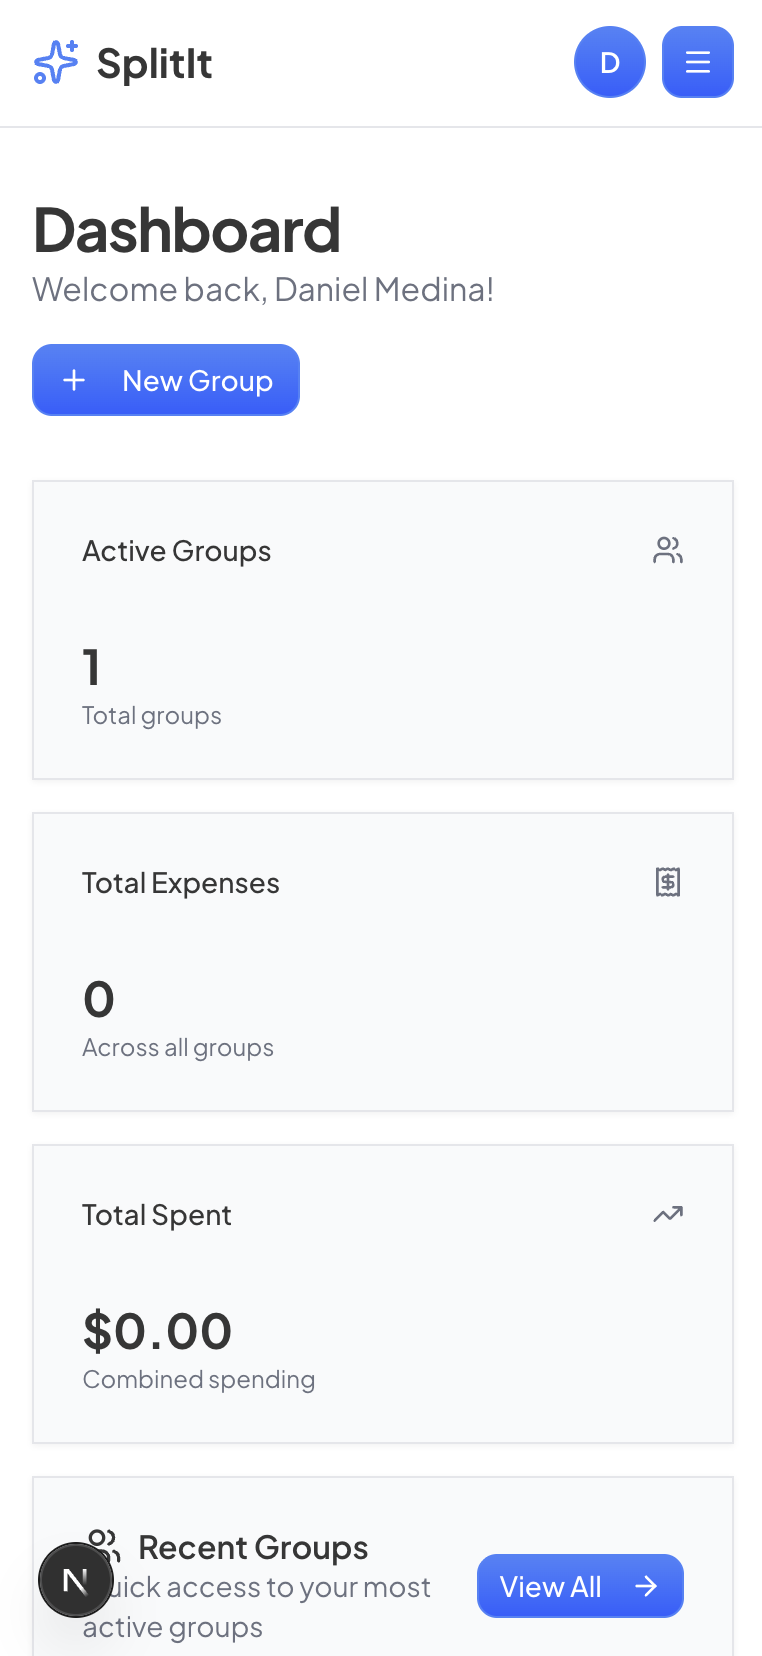 SplitIt
D
Dashboard
Welcome back, Daniel Medina!
New Group
Active Groups
1
Total groups
Total Expenses
0
Across all groups
Total Spent
$0.00
Combined spending
Recent Groups
uick access to your most
active groups
View All
N